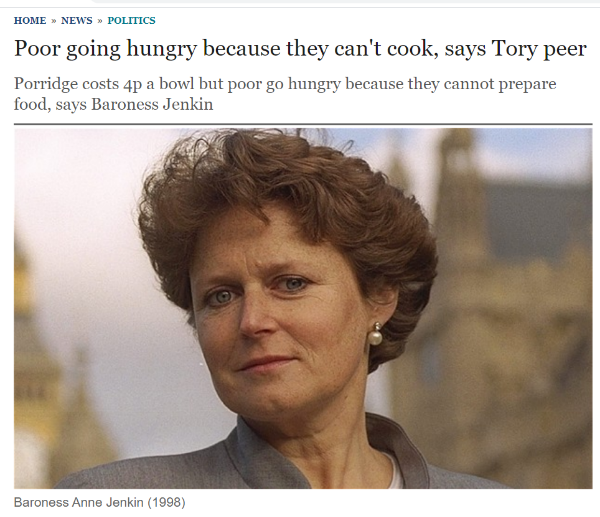 HOME » NEWS » POLITICS
Poor going hungry because they can't cook, says Tory peer
Porridge costs 4p a bowl but poor go hungry because they cannot prepare
food, says Baroness Jenkin
Baroness Anne Jenkin (1998)